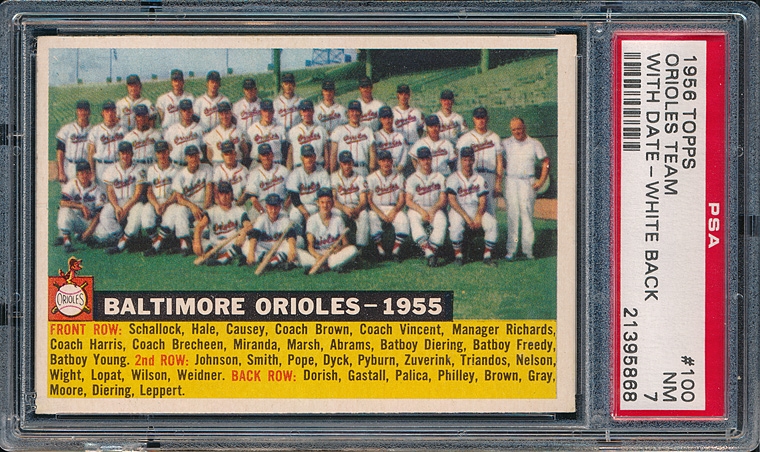 ORIOLES
BALTIMORE ORIOLES–1955
FRONT ROW: Schallock, Hale, Causey, Coach Brown, Coach Vincent, Manager Richards,
Coach Harris, Coach Brecheen, Miranda, Marsh, Abrams, Batboy Diering, Batboy Freedy,
Batboy Young. 2nd ROW: Johnson, Smith, Pope, Dyck, Pyburn, Zuverink, Triandos, Nelson,
Wight, Lopat, Wilson, Weidner. BACK ROW: Dorish, Gastall, Palica, Philley, Brown, Gray,
Moore, Diering, Leppert.
1956 TOPPS
ORIOLES TEAM
WITH DATE – WHITE BACK
PSA
#100
NM
7
21395868